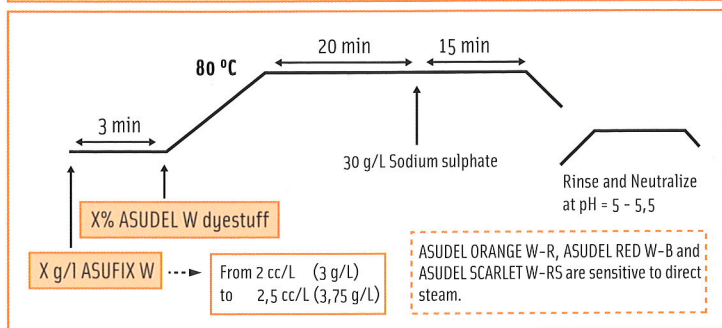 20 min
15 min
80 ºC
3 min
30 g/L Sodium sulphate
Rinse and Neutralize
at pH = 5 - 5,5
X% ASUDEL W dyestuff
X g/l ASUFIX W
From 2 cc/L (3 g/L)
to 2,5 cc/L (3,75 g/L)
ASUDEL ORANGE W-R, ASUDEL RED W-B and
ASUDEL SCARLET W-RS are sensitive to direct
steam.